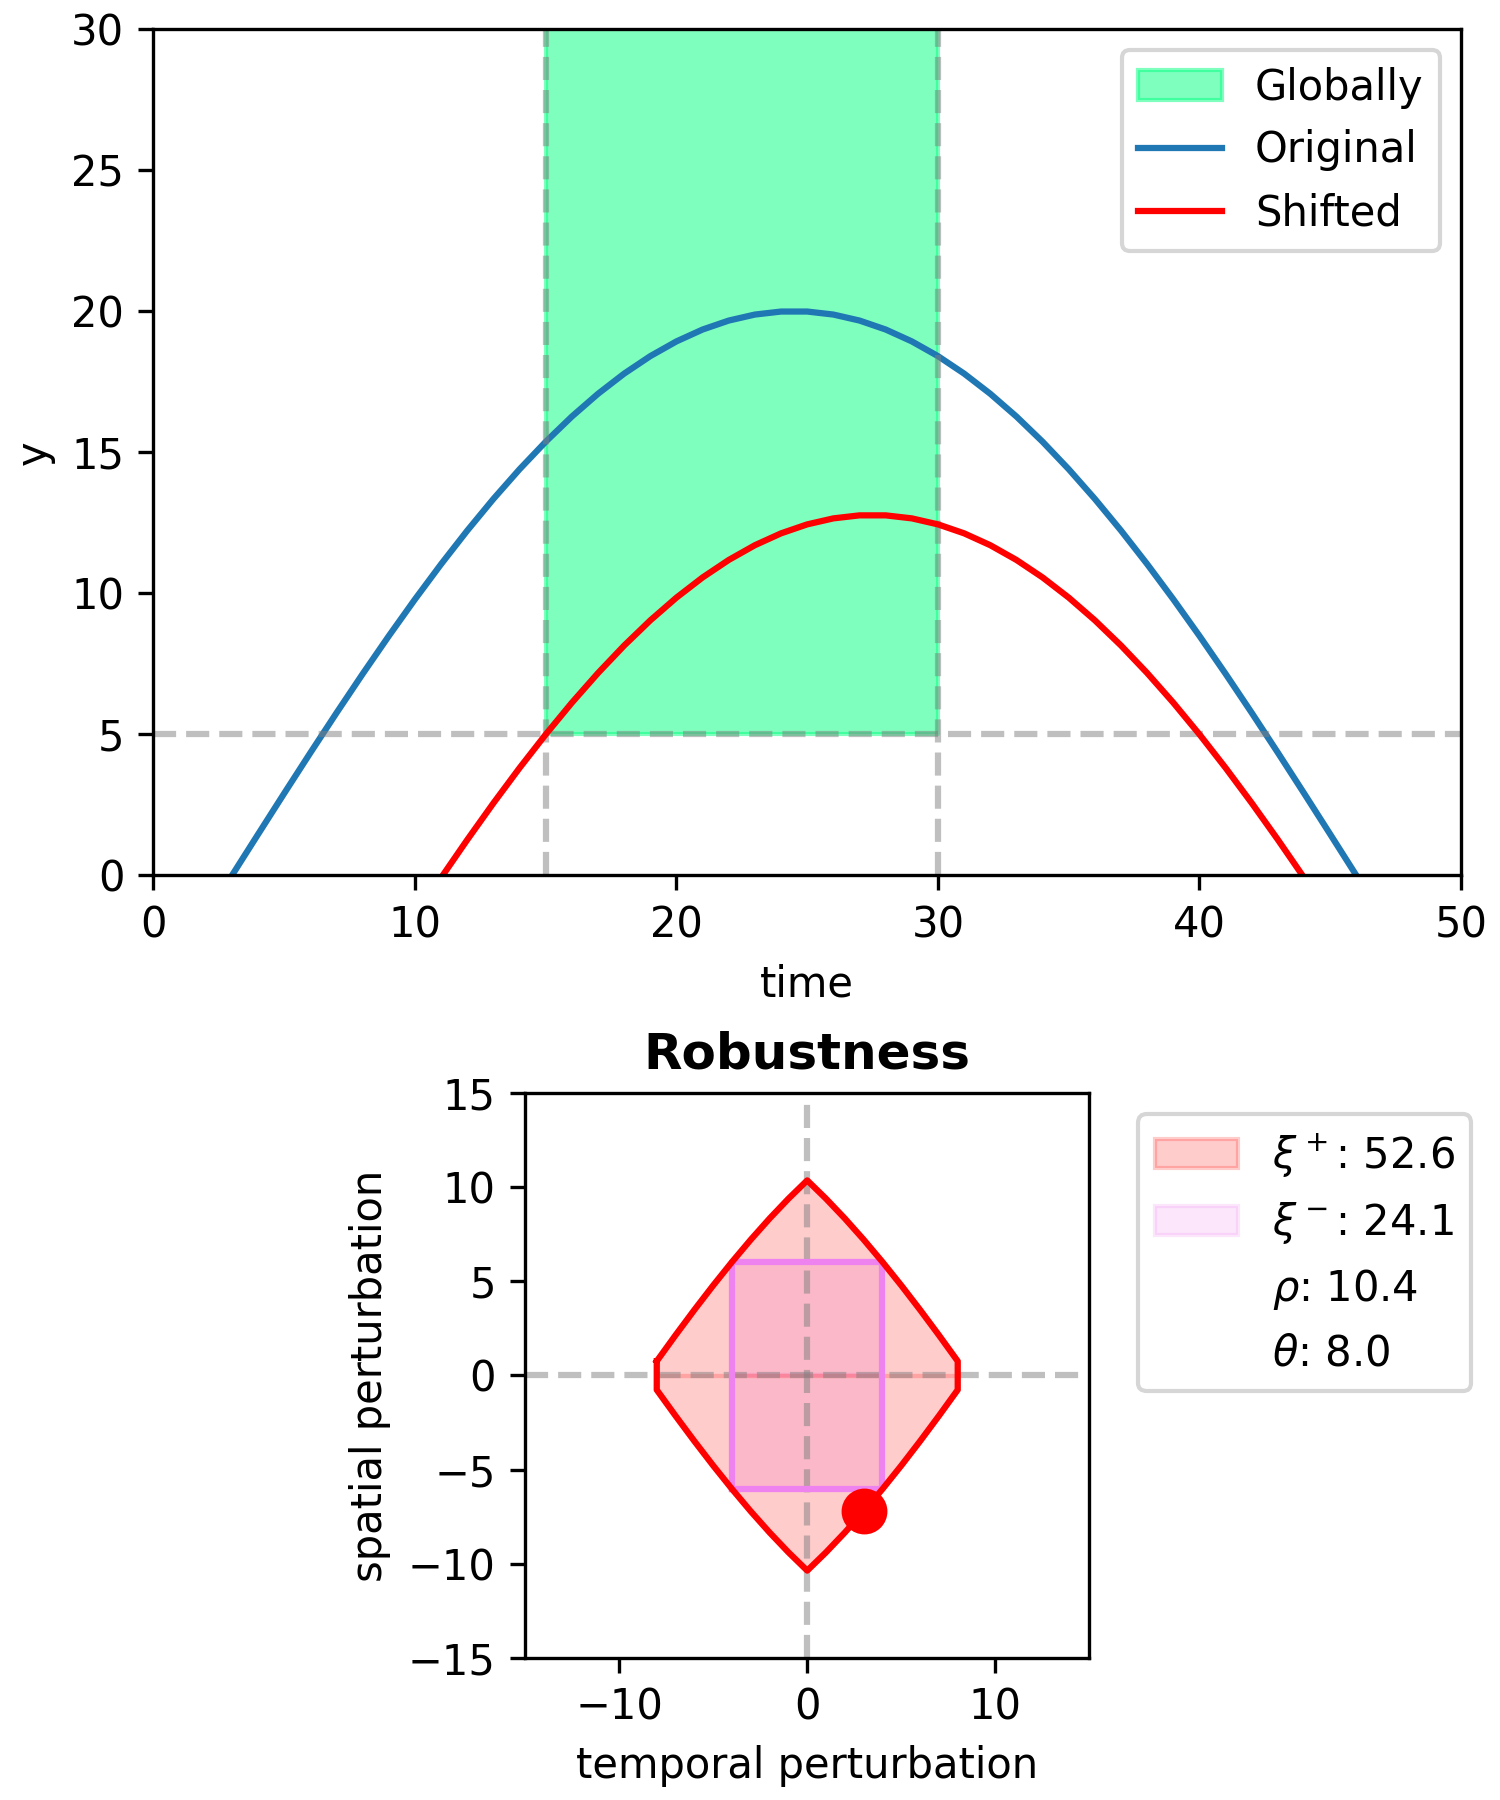 30
25
20
15
10
5
0
y
0 10 20 30 40 50
time
Globally
Original
Shifted
Robustness
15
10
5
0
−5
−10
−15
spatial perturbation
−10 0 10
temporal perturbation
ξ⁺: 52.6
ξ⁻: 24.1
ρ: 10.4
θ: 8.0